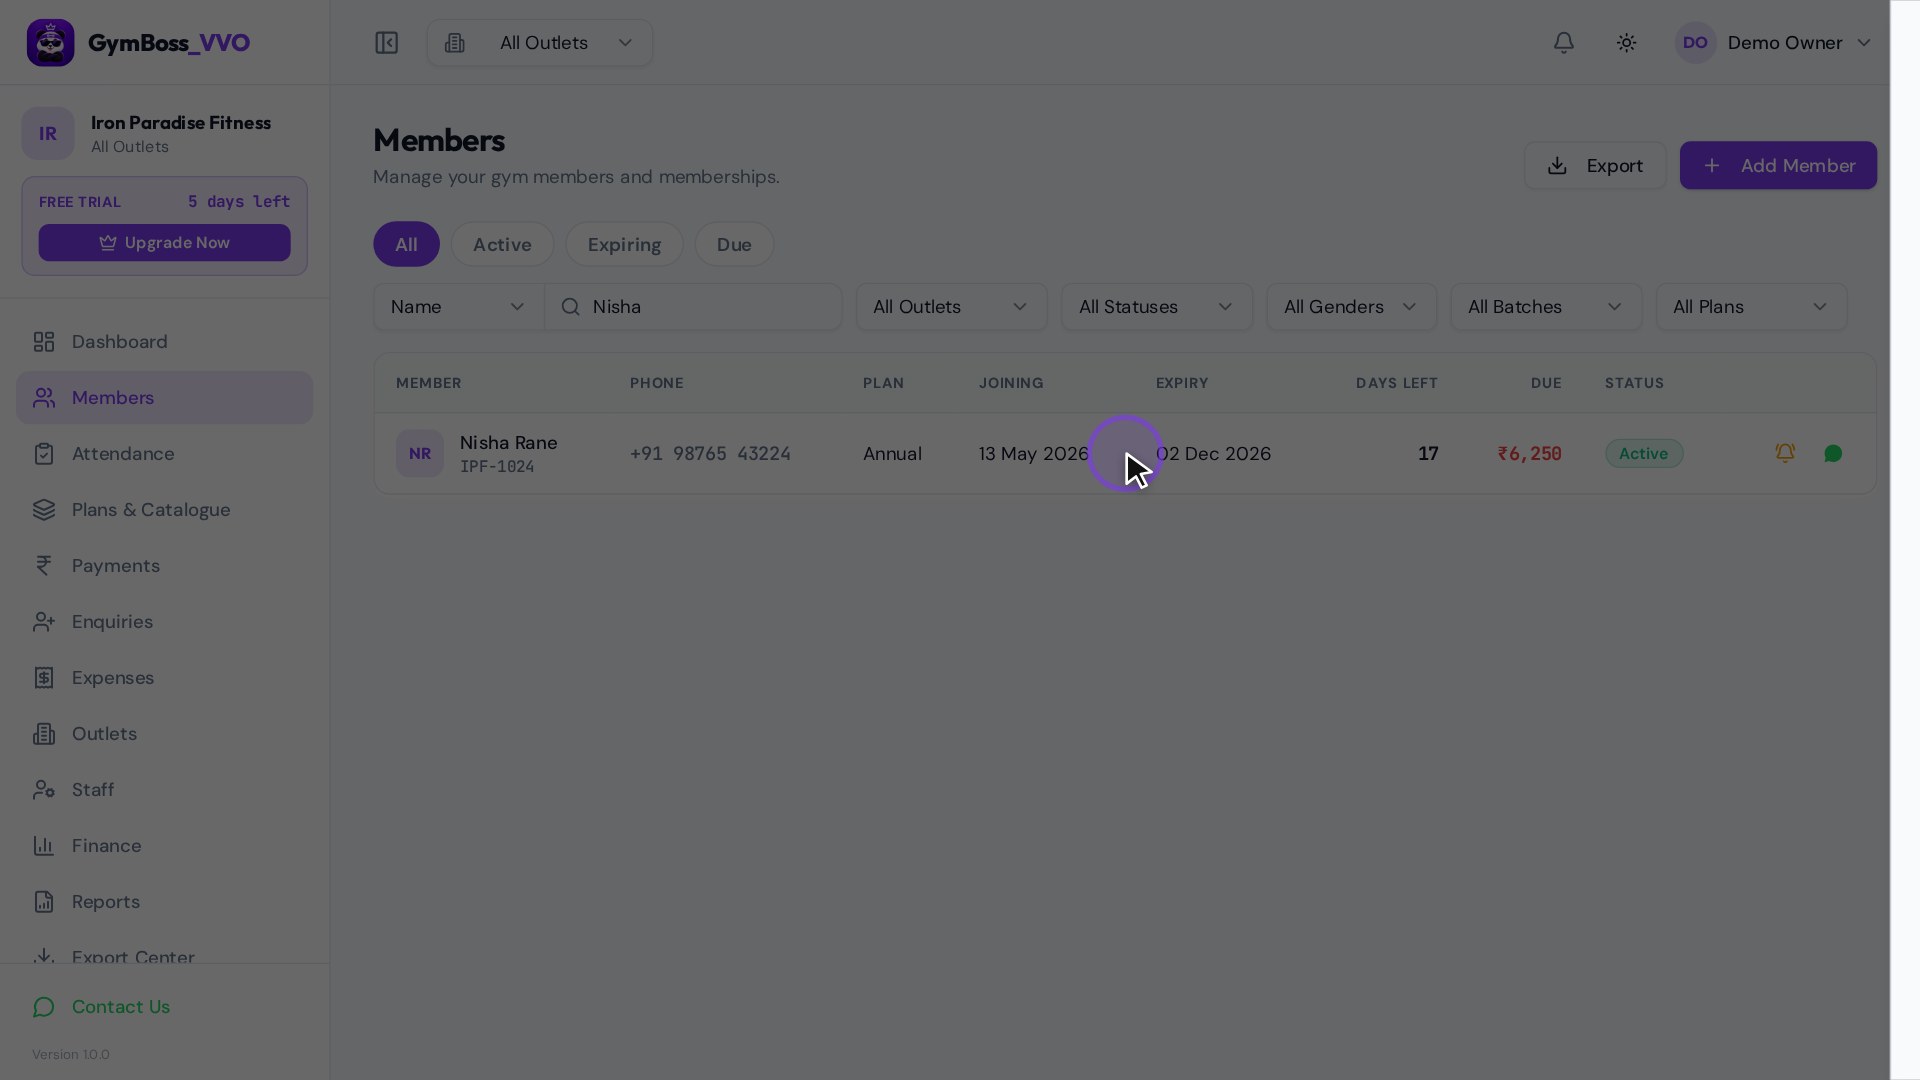 GymBoss_VVO
All Outlets
DO
Demo Owner
IR
Iron Paradise Fitness
All Outlets
FREE TRIAL
5 days left
Upgrade Now
Dashboard
Members
Attendance
Plans & Catalogue
Payments
Enquiries
Expenses
Outlets
Staff
Finance
Reports
Export Center
Contact Us
Version 1.0.0
Members
Manage your gym members and memberships.
Export
Add Member
All
Active
Expiring
Due
Name
Nisha
All Outlets
All Statuses
All Genders
All Batches
All Plans
MEMBER PHONE PLAN JOINING EXPIRY DAYS LEFT DUE STATUS
NR
Nisha Rane
IPF-1024
+91 98765 43224
Annual
13 May 2026
02 Dec 2026
17
₹6,250
Active